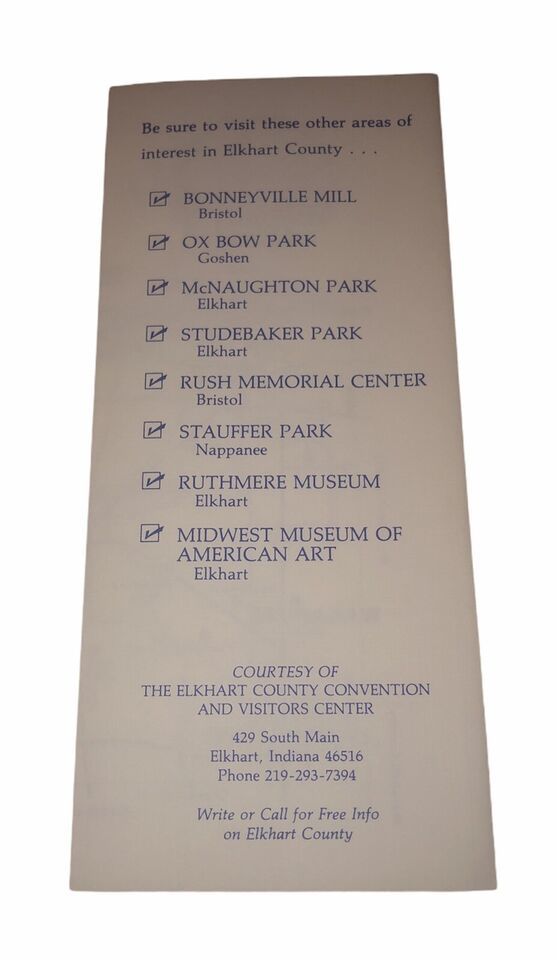 Be sure to visit these other areas of
interest in Elkhart County . . .
BONNEYVILLE MILL
Bristol
OX BOW PARK
Goshen
McNAUGHTON PARK
Elkhart
STUDEBAKER PARK
Elkhart
RUSH MEMORIAL CENTER
Bristol
STAUFFER PARK
Nappanee
RUTHMERE MUSEUM
Elkhart
MIDWEST MUSEUM OF
AMERICAN ART
Elkhart
COURTESY OF
THE ELKHART COUNTY CONVENTION
AND VISITORS CENTER
429 South Main
Elkhart, Indiana 46516
Phone 219-293-7394
Write or Call for Free Info
on Elkhart County